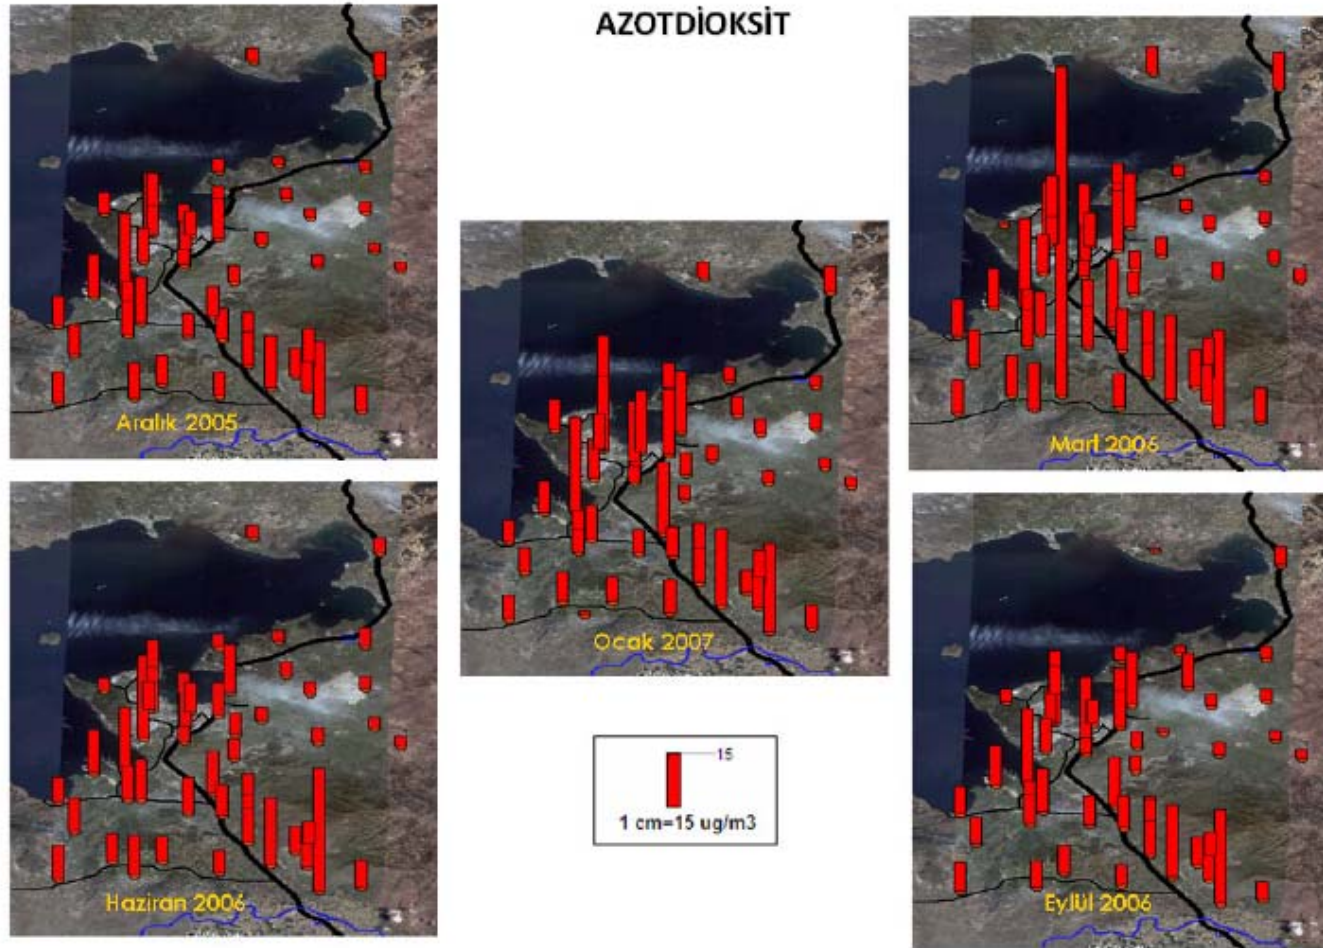 AZOTDİOKSİT
Aralık 2005
Mart 2006
Ocak 2007
15
1 cm=15 ug/m3
Haziran 2006
Eylül 2006